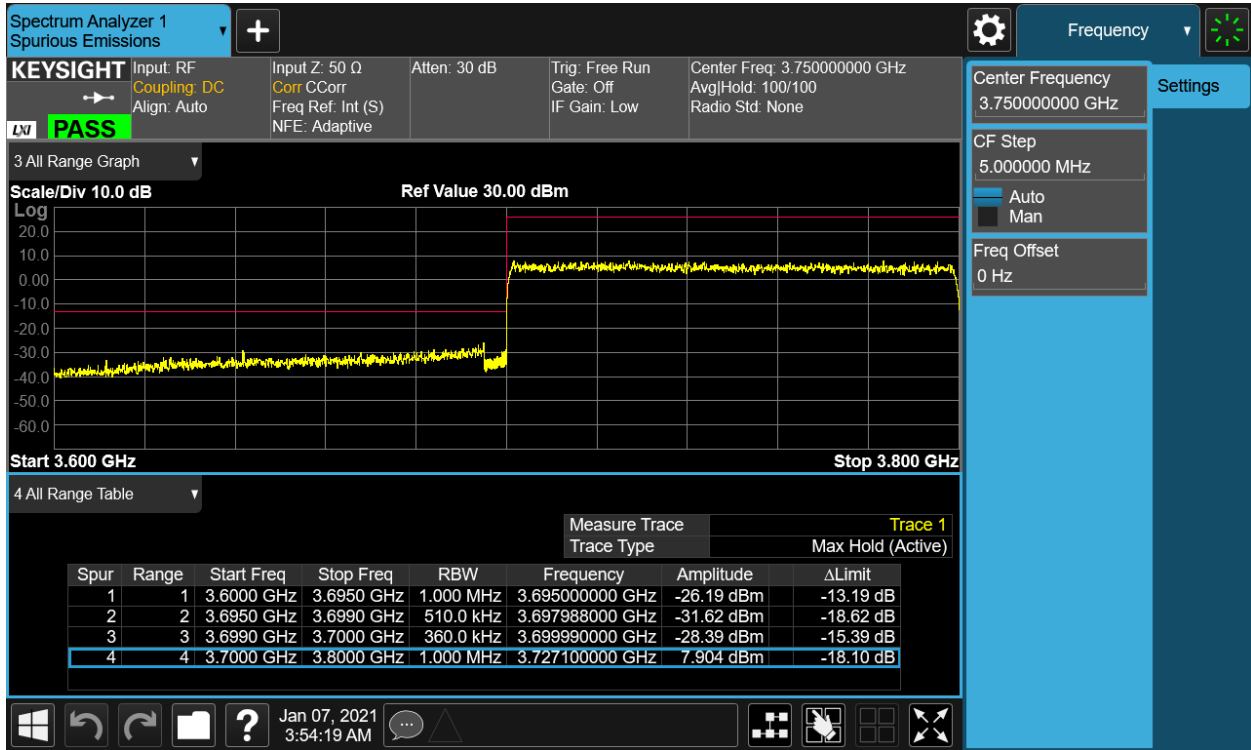 Spectrum Analyzer 1
Spurious Emissions
+
Frequency
KEYSIGHT
LXI
PASS
Input: RF
Coupling: DC
Align: Auto
Input Z: 50 Ω
Corr CCorr
Freq Ref: Int (S)
NFE: Adaptive
Atten: 30 dB
Trig: Free Run
Gate: Off
IF Gain: Low
Center Freq: 3.750000000 GHz
Avg|Hold: 100/100
Radio Std: None
Center Frequency
3.750000000 GHz
Settings
CF Step
5.000000 MHz
Auto
Man
Freq Offset
0 Hz
3 All Range Graph
Scale/Div 10.0 dB Ref Value 30.00 dBm
Log
20.0
10.0
0.00
-10.0
-20.0
-30.0
-40.0
-50.0
-60.0
Start 3.600 GHz Stop 3.800 GHz
4 All Range Table
Measure Trace Trace 1
Trace Type Max Hold (Active)
Spur Range Start Freq Stop Freq RBW Frequency Amplitude ΔLimit
1 1 3.6000 GHz 3.6950 GHz 1.000 MHz 3.695000000 GHz -26.19 dBm -13.19 dB
2 2 3.6950 GHz 3.6990 GHz 510.0 kHz 3.697988000 GHz -31.62 dBm -18.62 dB
3 3 3.6990 GHz 3.7000 GHz 360.0 kHz 3.699990000 GHz -28.39 dBm -15.39 dB
4 4 3.7000 GHz 3.8000 GHz 1.000 MHz 3.727100000 GHz 7.904 dBm -18.10 dB
?
Jan 07, 2021
3:54:19 AM